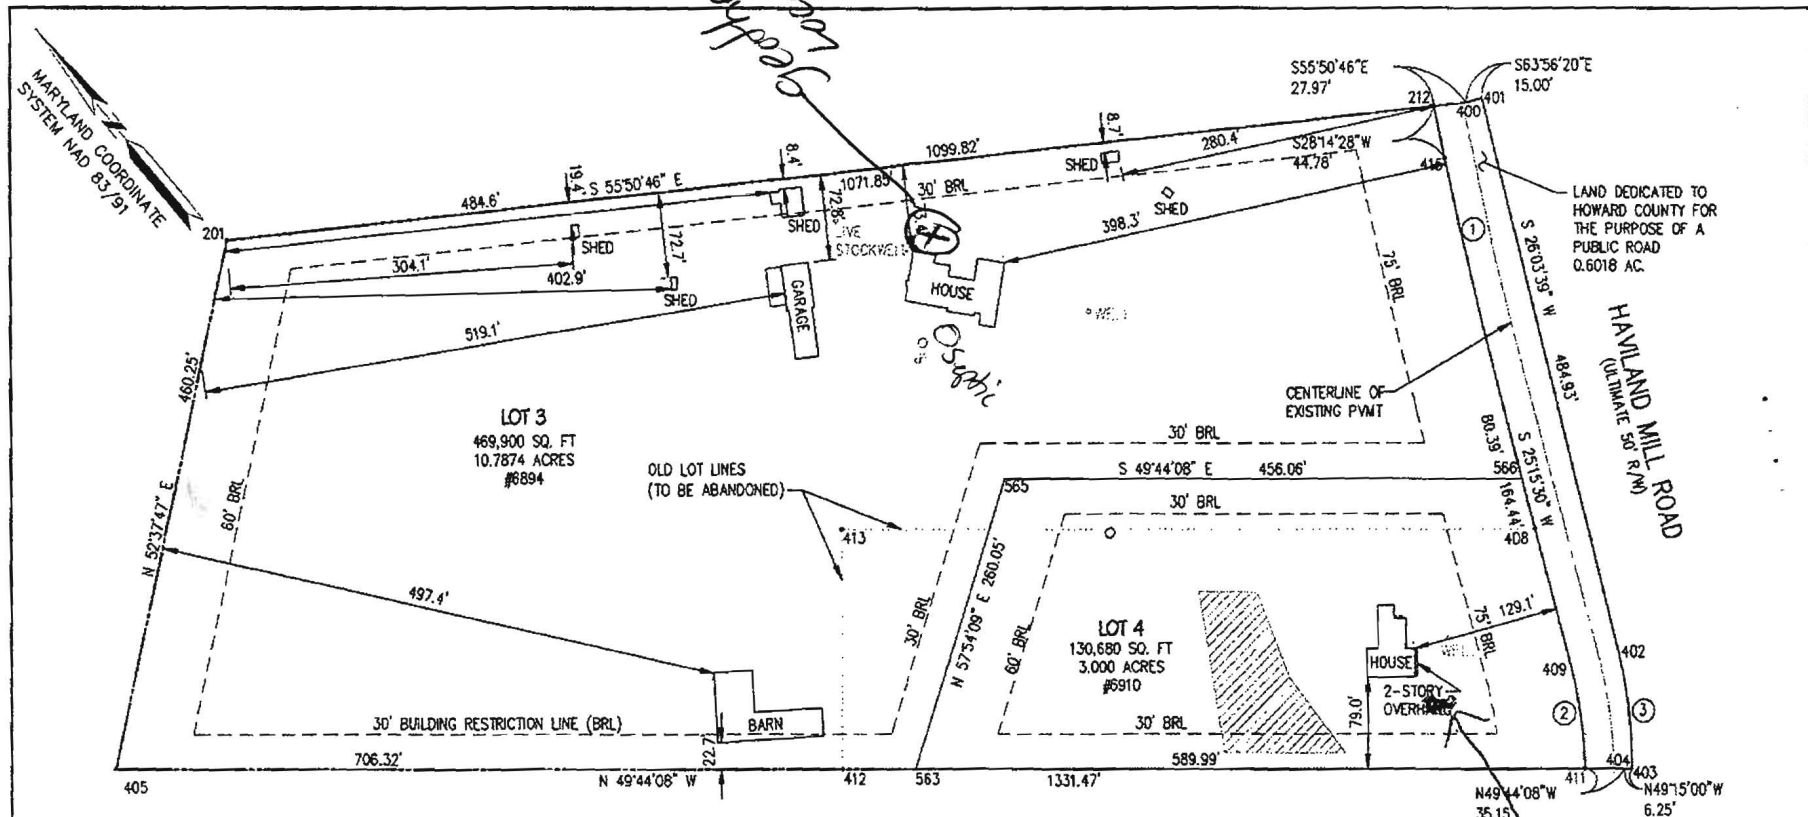 MARYLAND COORDINATE
SYSTEM NAD 83/91
S55°50'46"E
27.97'
S63°56'20"E
15.00'
212
400
401
1099.82'
8.7'
280.4'
S28°14'28"W
44.78'
415
8.4'
19.4'
S 55°50'46" E
484.6'
1071.85'
30' BRL
SHED
SHED
LAND DEDICATED TO
HOWARD COUNTY FOR
THE PURPOSE OF A
PUBLIC ROAD
0.6018 AC.
201
SHED
SHED
72.8'
LIVE
STOCKWELL
398.3'
1
304.1'
402.9'
172.7'
SHED
GARAGE
HOUSE
75' BRL
S 26°03'39" W
WELL
519.1'
Septic
HAVILAND MILL ROAD
(ULTIMATE 50' R/W)
460.25'
484.93'
CENTERLINE OF
EXISTING PVMT
LOT 3
469,900 SQ. FT
10.7874 ACRES
#6894
30' BRL
80.39'
S 25°15'30" W
OLD LOT LINES
(TO BE ABANDONED)
S 49°44'08" E 456.06'
565
566
60' BRL
30' BRL
164.44'
N 52°37'47" E
413
408
497.4'
30' BRL
N 57°54'09" E 260.05'
60' BRL
LOT 4
130,680 SQ. FT
3.000 ACRES
#6910
129.1'
75' BRL
WELL
HOUSE
402
409
2-STORY
OVERHANG
30' BUILDING RESTRICTION LINE (BRL)
BARN
30' BRL
79.0'
2
3
22.7'
706.32'
589.99'
405
N 49°44'08" W
412
563
1331.47'
411
404
403
N49°44'08"W
35.15'
N49°15'00"W
6.25'